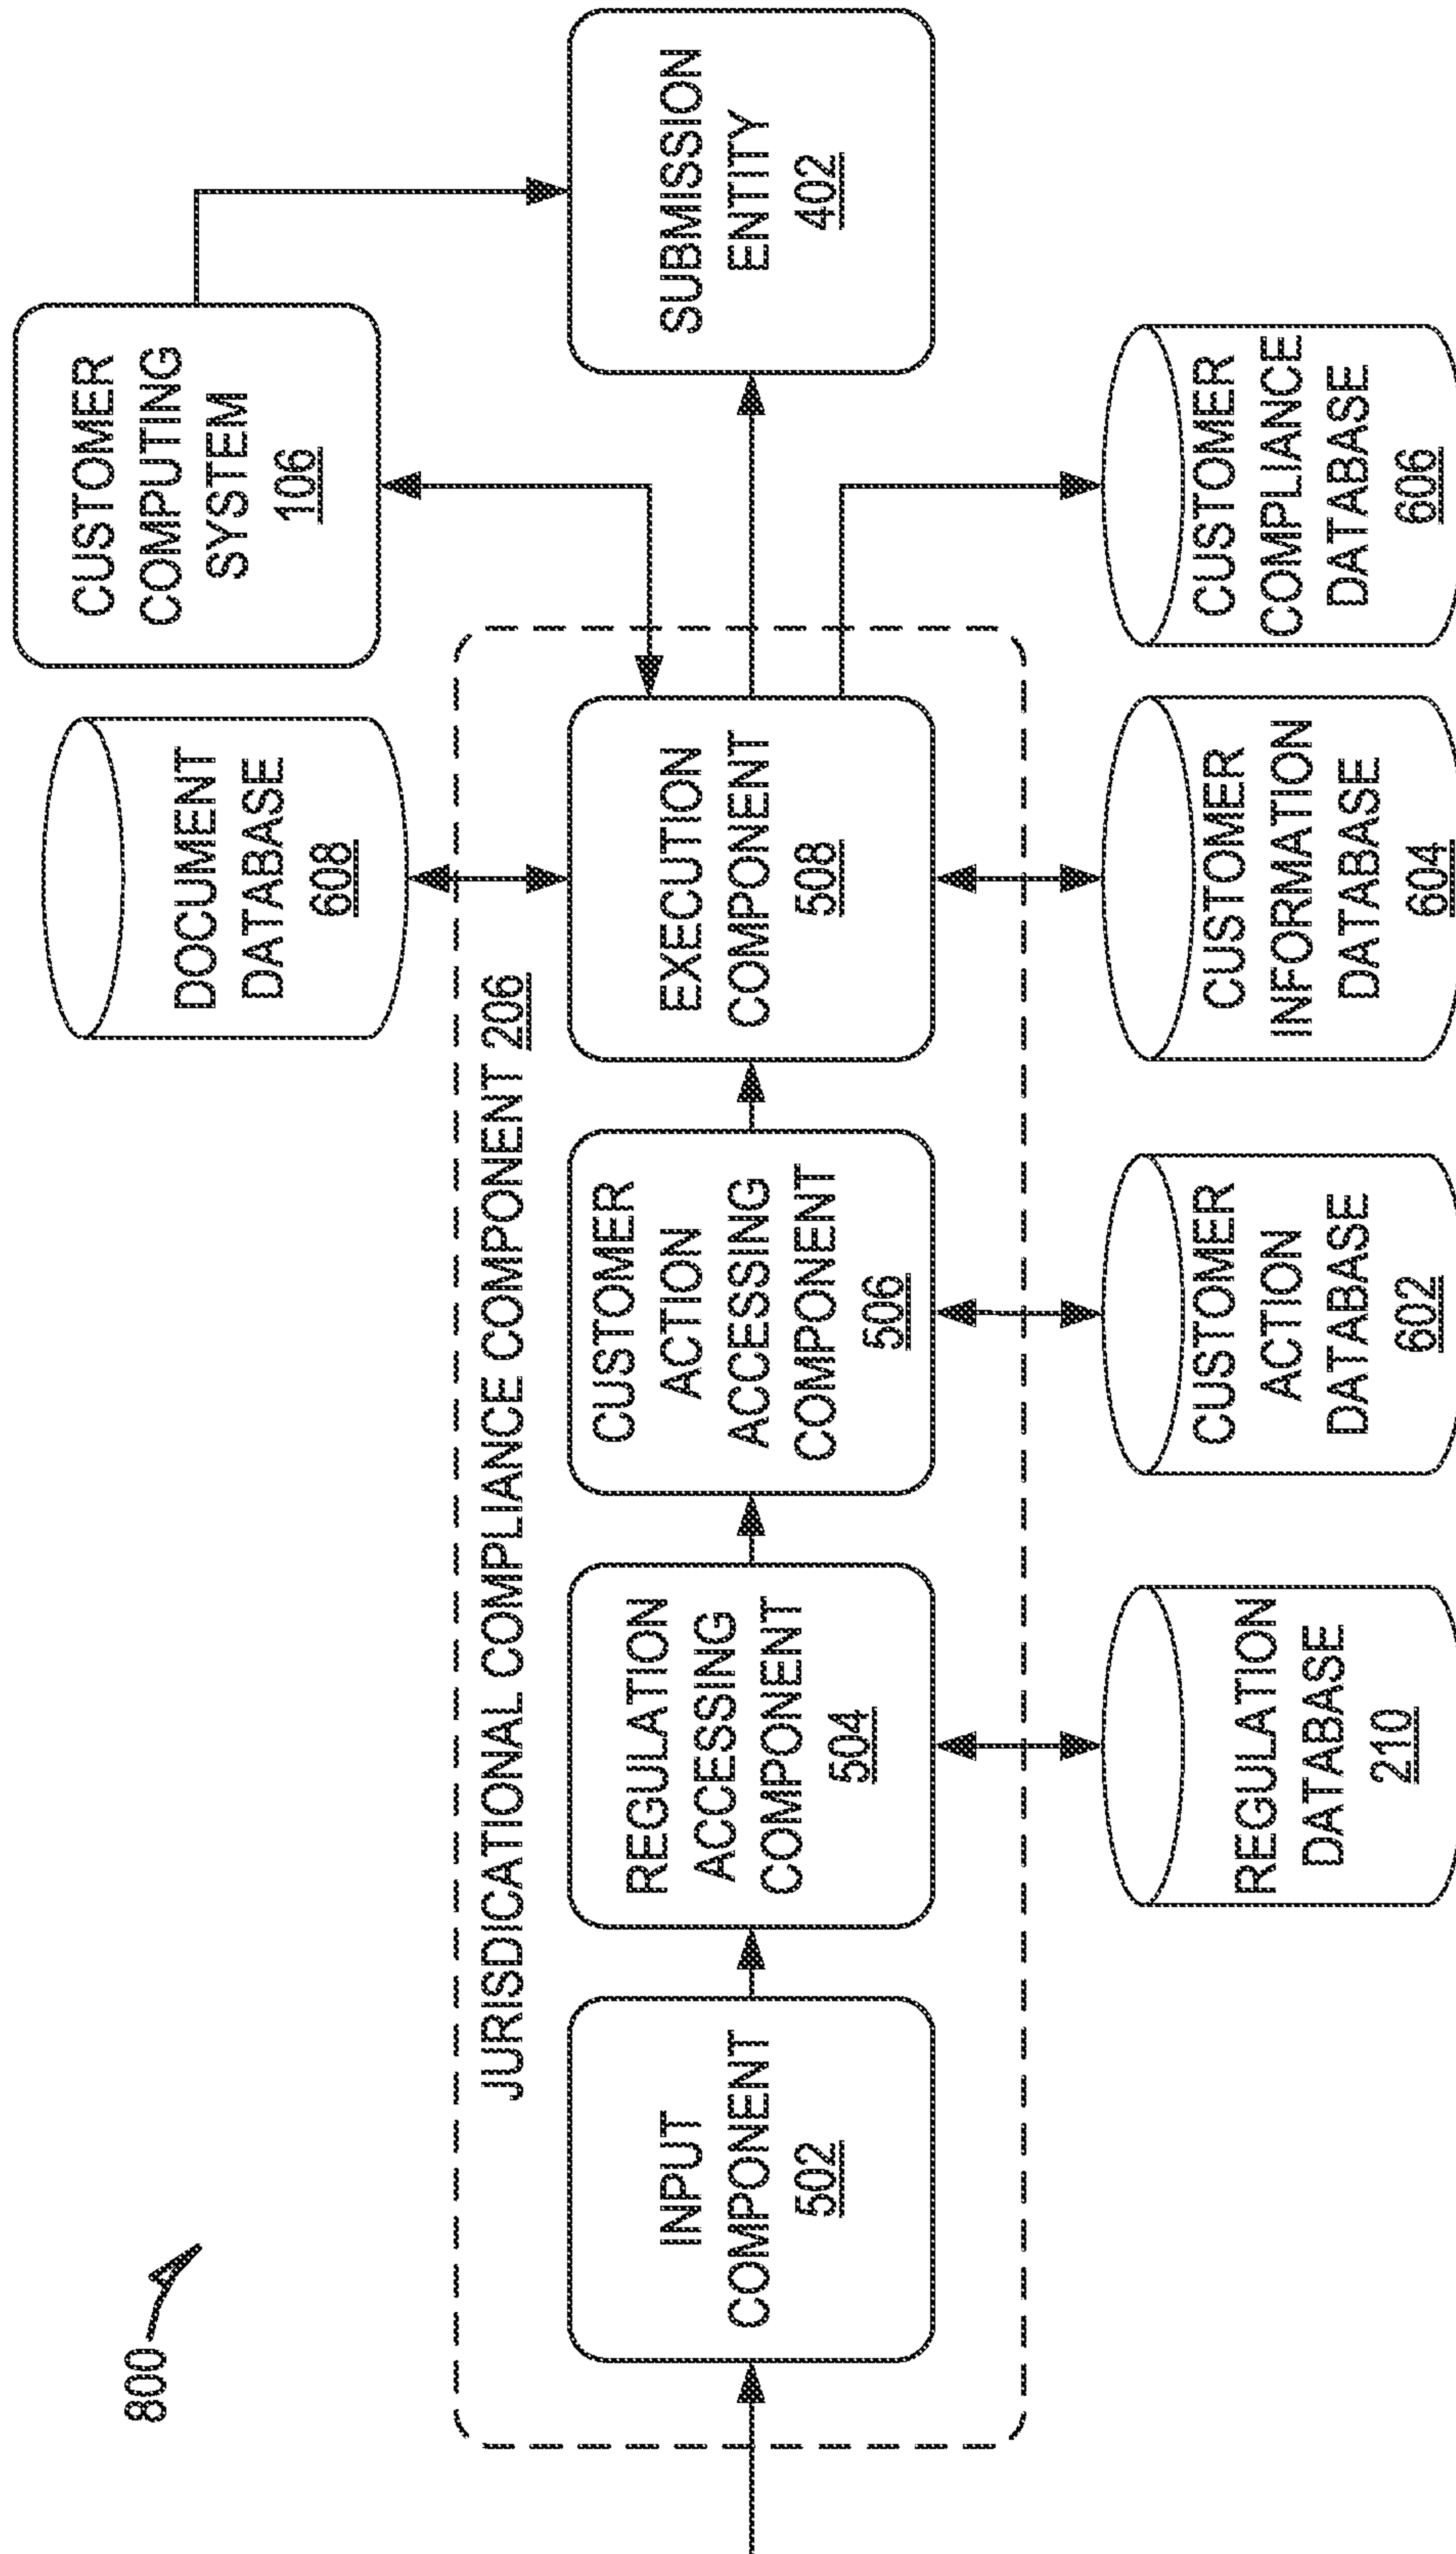 800
DOCUMENT
DATABASE
608
CUSTOMER
COMPUTING
SYSTEM
106
JURISDICATIONAL COMPLIANCE COMPONENT 206
INPUT
COMPONENT
502
REGULATION
ACCESSING
COMPONENT
504
CUSTOMER
ACTION
ACCESSING
COMPONENT
506
EXECUTION
COMPONENT
508
SUBMISSION
ENTITY
402
REGULATION
DATABASE
210
CUSTOMER
ACTION
DATABASE
602
CUSTOMER
INFORMATION
DATABASE
604
CUSTOMER
COMPLIANCE
DATABASE
606